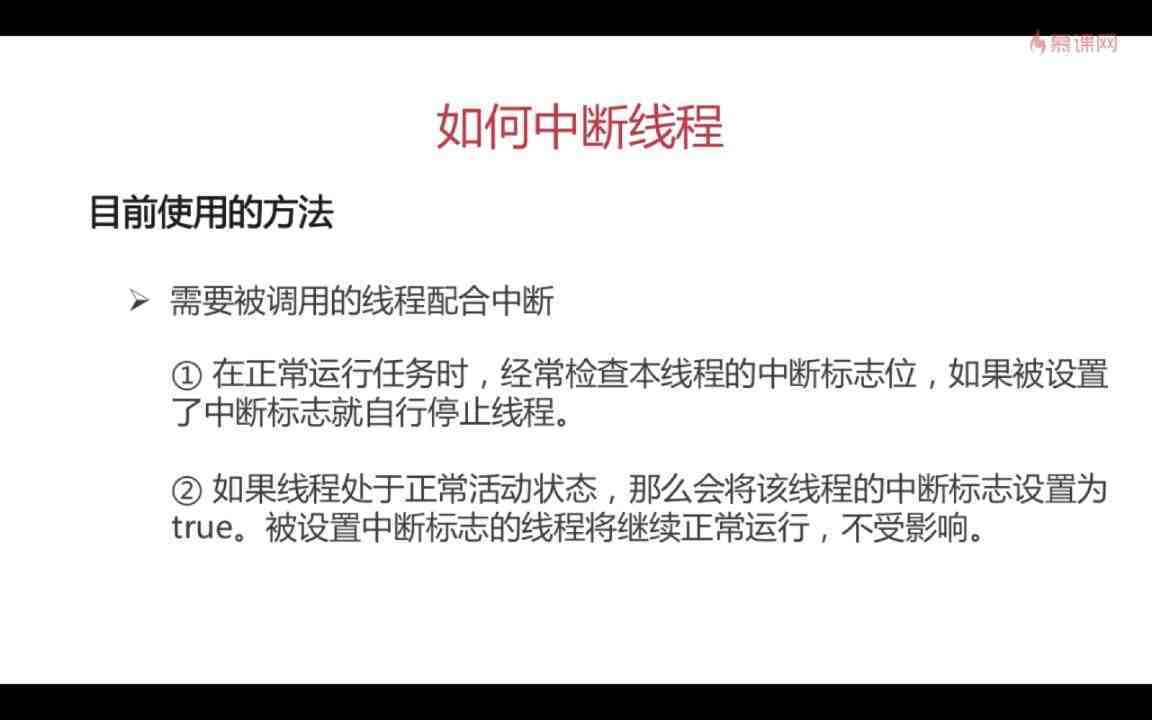 慕课网
如何中断线程
目前使用的方法
➢ 需要被调用的线程配合中断
① 在正常运行任务时，经常检查本线程的中断标志位，如果被设置
了中断标志就自行停止线程。
② 如果线程处于正常活动状态，那么会将该线程的中断标志设置为
true。被设置中断标志的线程将继续正常运行，不受影响。